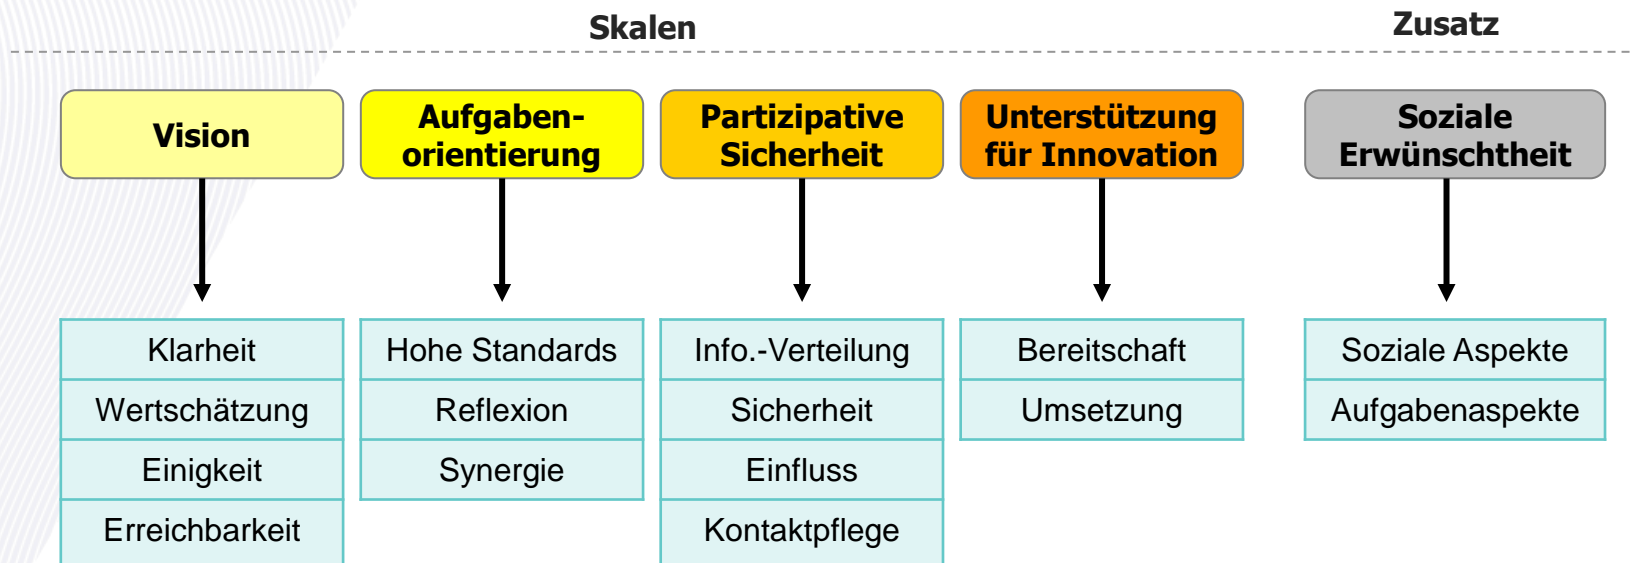 Skalen
Zusatz
Vision
Aufgaben-
orientierung
Partizipative
Sicherheit
Unterstützung
für Innovation
Soziale
Erwünschtheit
Klarheit
Wertschätzung
Einigkeit
Erreichbarkeit
Hohe Standards
Reflexion
Synergie
Info.-Verteilung
Sicherheit
Einfluss
Kontaktpflege
Bereitschaft
Umsetzung
Soziale Aspekte
Aufgabenaspekte